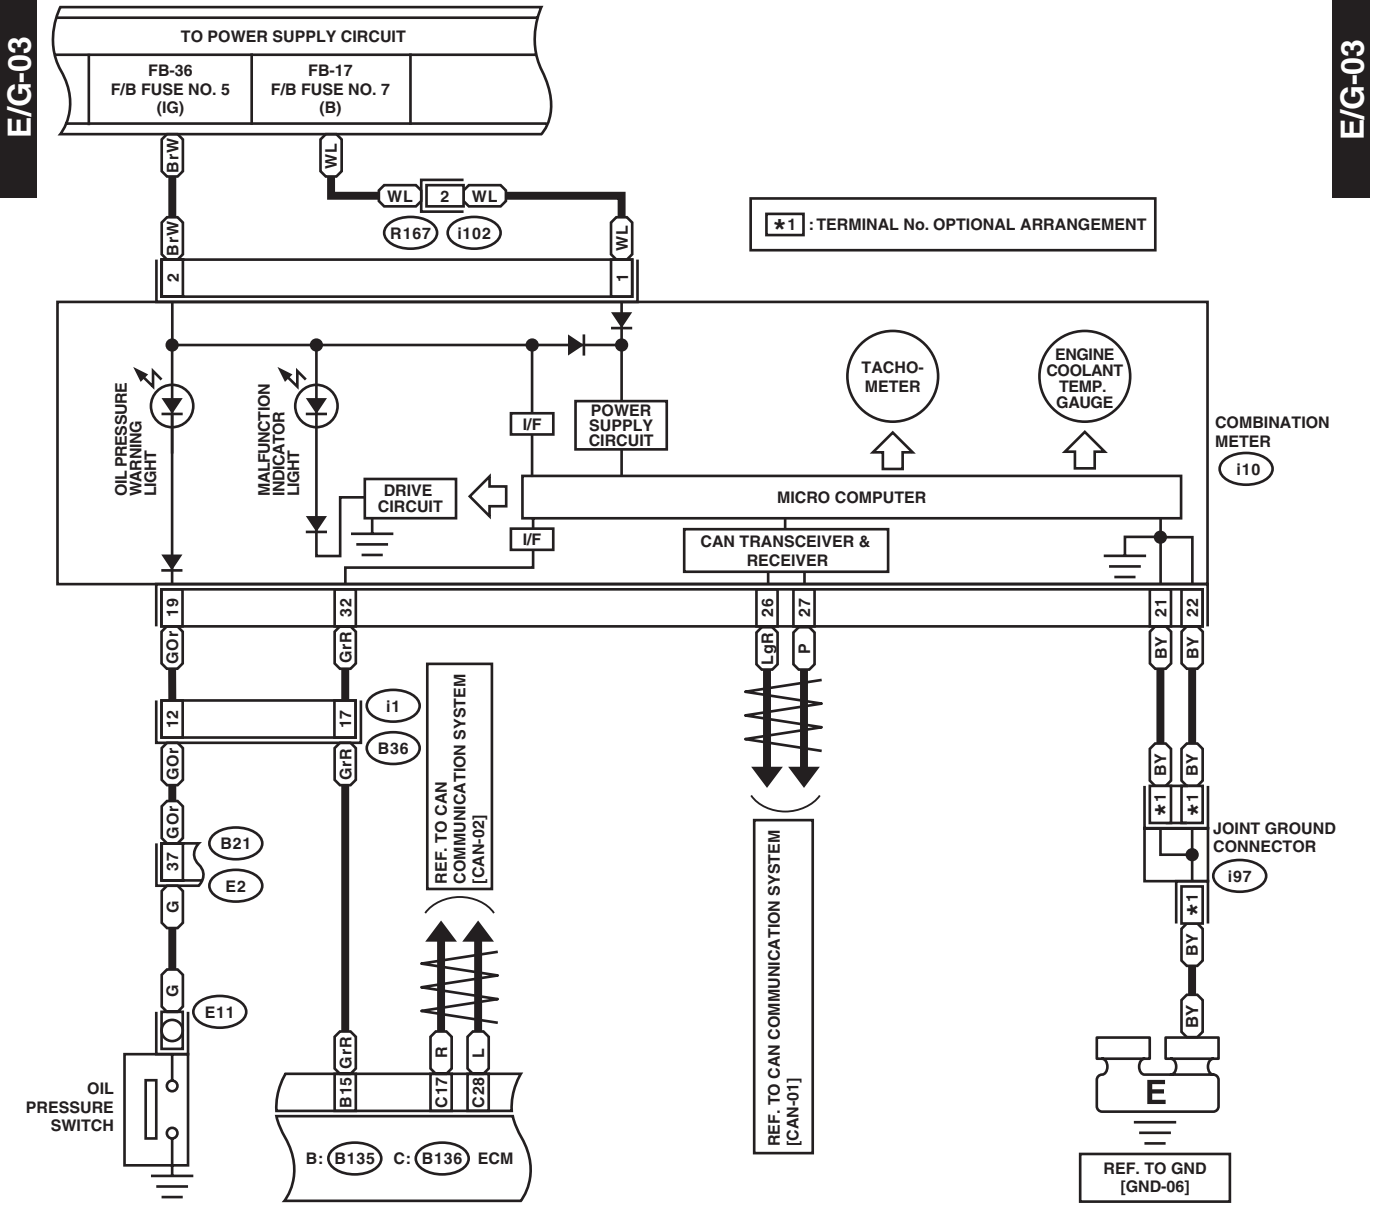 E/G-03
E/G-03
TO POWER SUPPLY CIRCUIT
FB-36
F/B FUSE NO. 5
(IG)
FB-17
F/B FUSE NO. 7
(B)
BrW
WL
WL 2 WL
R167 i102
BrW
WL
*1 : TERMINAL No. OPTIONAL ARRANGEMENT
2
1
OIL PRESSURE
WARNING
LIGHT
MALFUNCTION
INDICATOR
LIGHT
I/F
POWER
SUPPLY
CIRCUIT
TACHO-
METER
ENGINE
COOLANT
TEMP.
GAUGE
COMBINATION
METER
i10
DRIVE
CIRCUIT
MICRO COMPUTER
I/F
CAN TRANSCEIVER &
RECEIVER
19
32
26
27
21
22
GOr
GrR
LgR
P
BY
BY
12
17
i1
B36
GOr
GrR
BY
BY
GOr
*1
*1
37
B21
E2
G
REF. TO CAN
COMMUNICATION SYSTEM
[CAN-02]
REF. TO CAN COMMUNICATION SYSTEM
[CAN-01]
JOINT GROUND
CONNECTOR
i97
*1
BY
G
E11
BY
OIL
PRESSURE
SWITCH
GrR
R
L
B15
C17
C28
B: B135 C: B136 ECM
E
REF. TO GND
[GND-06]